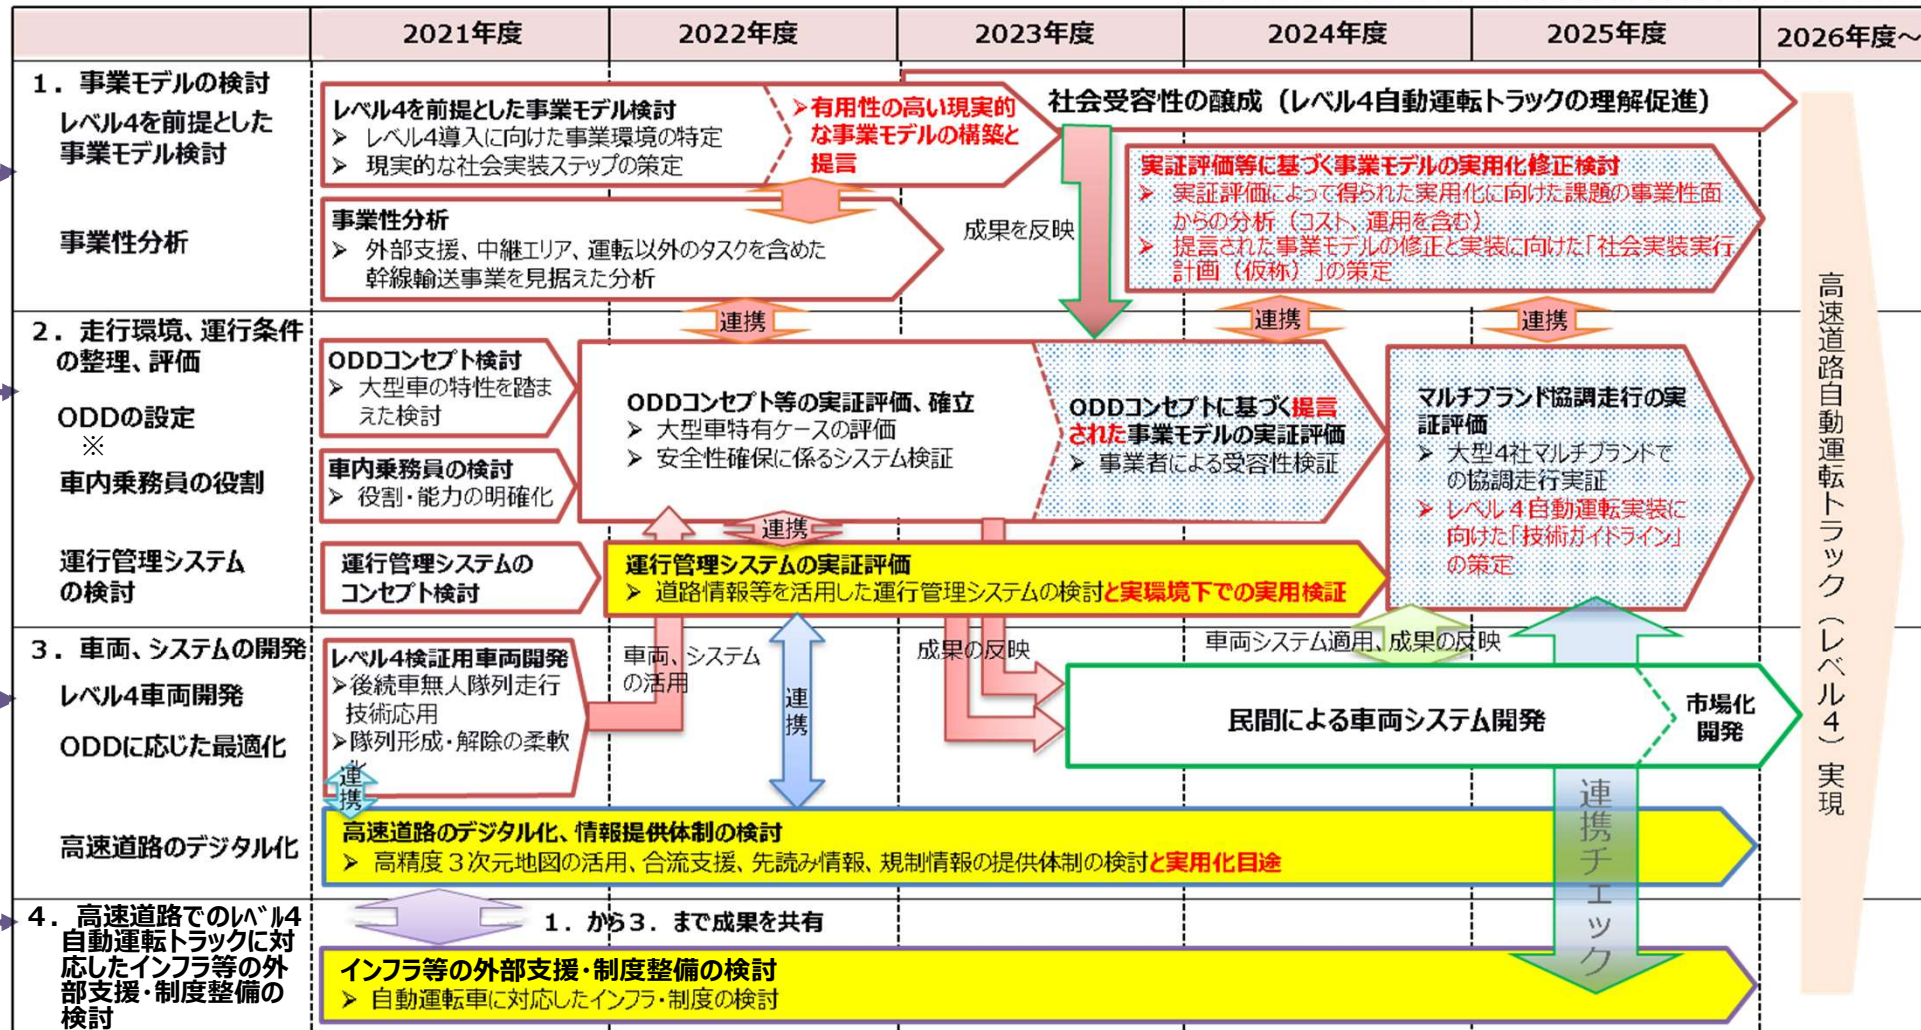 2021年度
2022年度
2023年度
2024年度
2025年度
2026年度～
1．事業モデルの検討
レベル4を前提とした
事業モデル検討
事業性分析
レベル4を前提とした事業モデル検討
➢ レベル4導入に向けた事業環境の特定
➢ 現実的な社会実装ステップの策定
➢有用性の高い現実的
な事業モデルの構築と
提言
社会受容性の醸成（レベル4自動運転トラックの理解促進）
事業性分析
➢ 外部支援、中継エリア、運転以外のタスクを含めた
幹線輸送事業を見据えた分析
成果を反映
実証評価等に基づく事業モデルの実用化修正検討
➢ 実証評価によって得られた実用化に向けた課題の事業性面
からの分析（コスト、運用を含む）
➢ 提言された事業モデルの修正と実装に向けた「社会実装実行
計画（仮称）」の策定
連携
連携
連携
2．走行環境、運行条件
の整理、評価
ODDの設定
※
車内乗務員の役割
運行管理システム
の検討
ODDコンセプト検討
➢ 大型車の特性を踏ま
えた検討
車内乗務員の検討
➢ 役割・能力の明確化
運行管理システムの
コンセプト検討
ODDコンセプト等の実証評価、確立
➢ 大型車特有ケースの評価
➢ 安全性確保に係るシステム検証
ODDコンセプトに基づく提言
された事業モデルの実証評価
➢ 事業者による受容性検証
マルチブランド協調走行の実
証評価
➢ 大型4社マルチブランドで
の協調走行実証
➢ レベル4自動運転実装に
向けた「技術ガイドライン」
の策定
連携
運行管理システムの実証評価
➢ 道路情報等を活用した運行管理システムの検討と実環境下での実用検証
3．車両、システムの開発
レベル4車両開発
ODDに応じた最適化
高速道路のデジタル化
レベル4検証用車両開発
➢後続車無人隊列走行
技術応用
➢隊列形成・解除の柔軟
連携
車両、システム
の活用
連携
成果の反映
車両システム適用、成果の反映
民間による車両システム開発
市場化
開発
高速道路のデジタル化、情報提供体制の検討
➢ 高精度３次元地図の活用、合流支援、先読み情報、規制情報の提供体制の検討と実用化目途
連携チェック
4．高速道路でのﾚﾍﾞﾙ4
自動運転トラックに対
応したインフラ等の外
部支援・制度整備の
検討
1．から3．まで成果を共有
インフラ等の外部支援・制度整備の検討
➢ 自動運転車に対応したインフラ・制度の検討
高速道路自動運転トラック（レベル4）実現